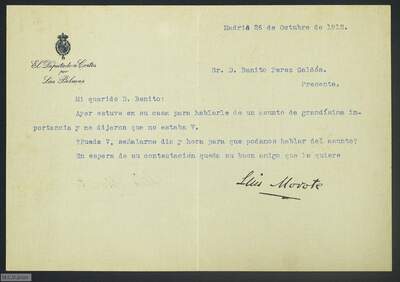 Madrid 26 de Octubre de 1912.
El Diputado a Cortes
por
Las Palmas
Sr. D. Benito Perez Galdós.
Presente.
Mi querido D. Benito:
Ayer estuve en su casa para hablarle de un asunto de grandísima im-
portancia y me dijeron que no estaba V.
?Puede V, señalarme dia y hora para que podamos hablar del asunto?
En espera de su contestación queda su buen amigo que le quiere
Luis Morote